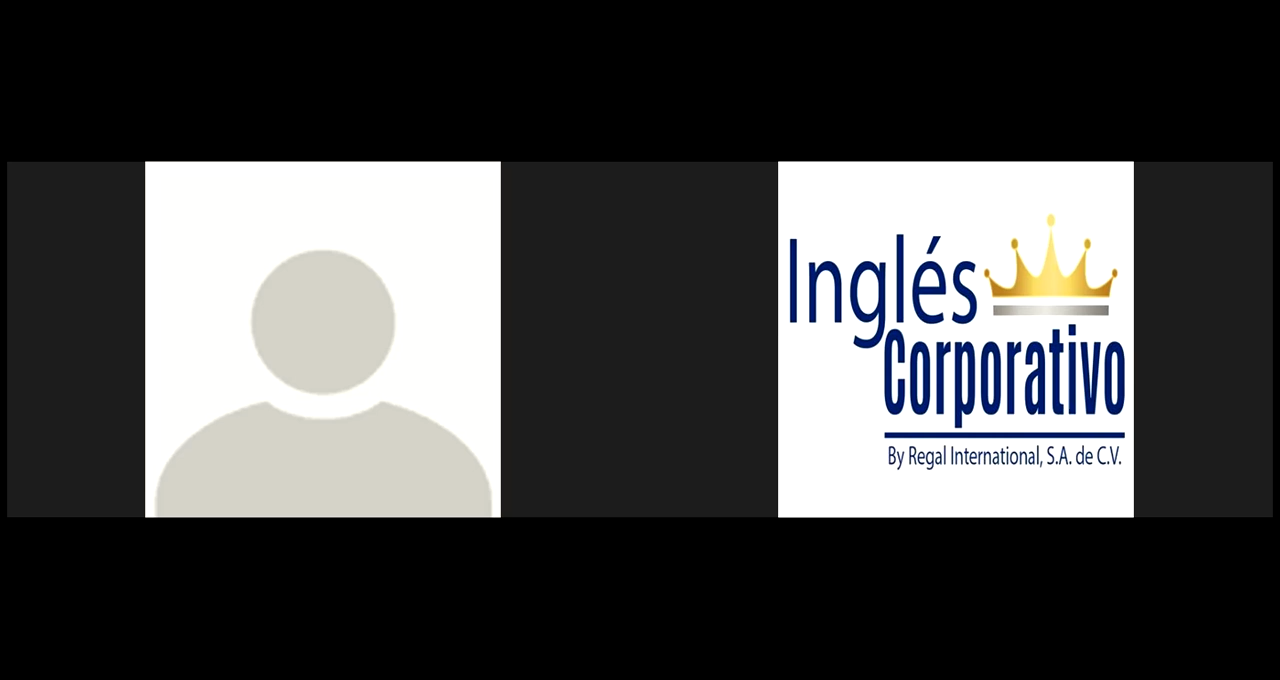 Inglés
Corporativo
By Regal International, S.A. de C.V.